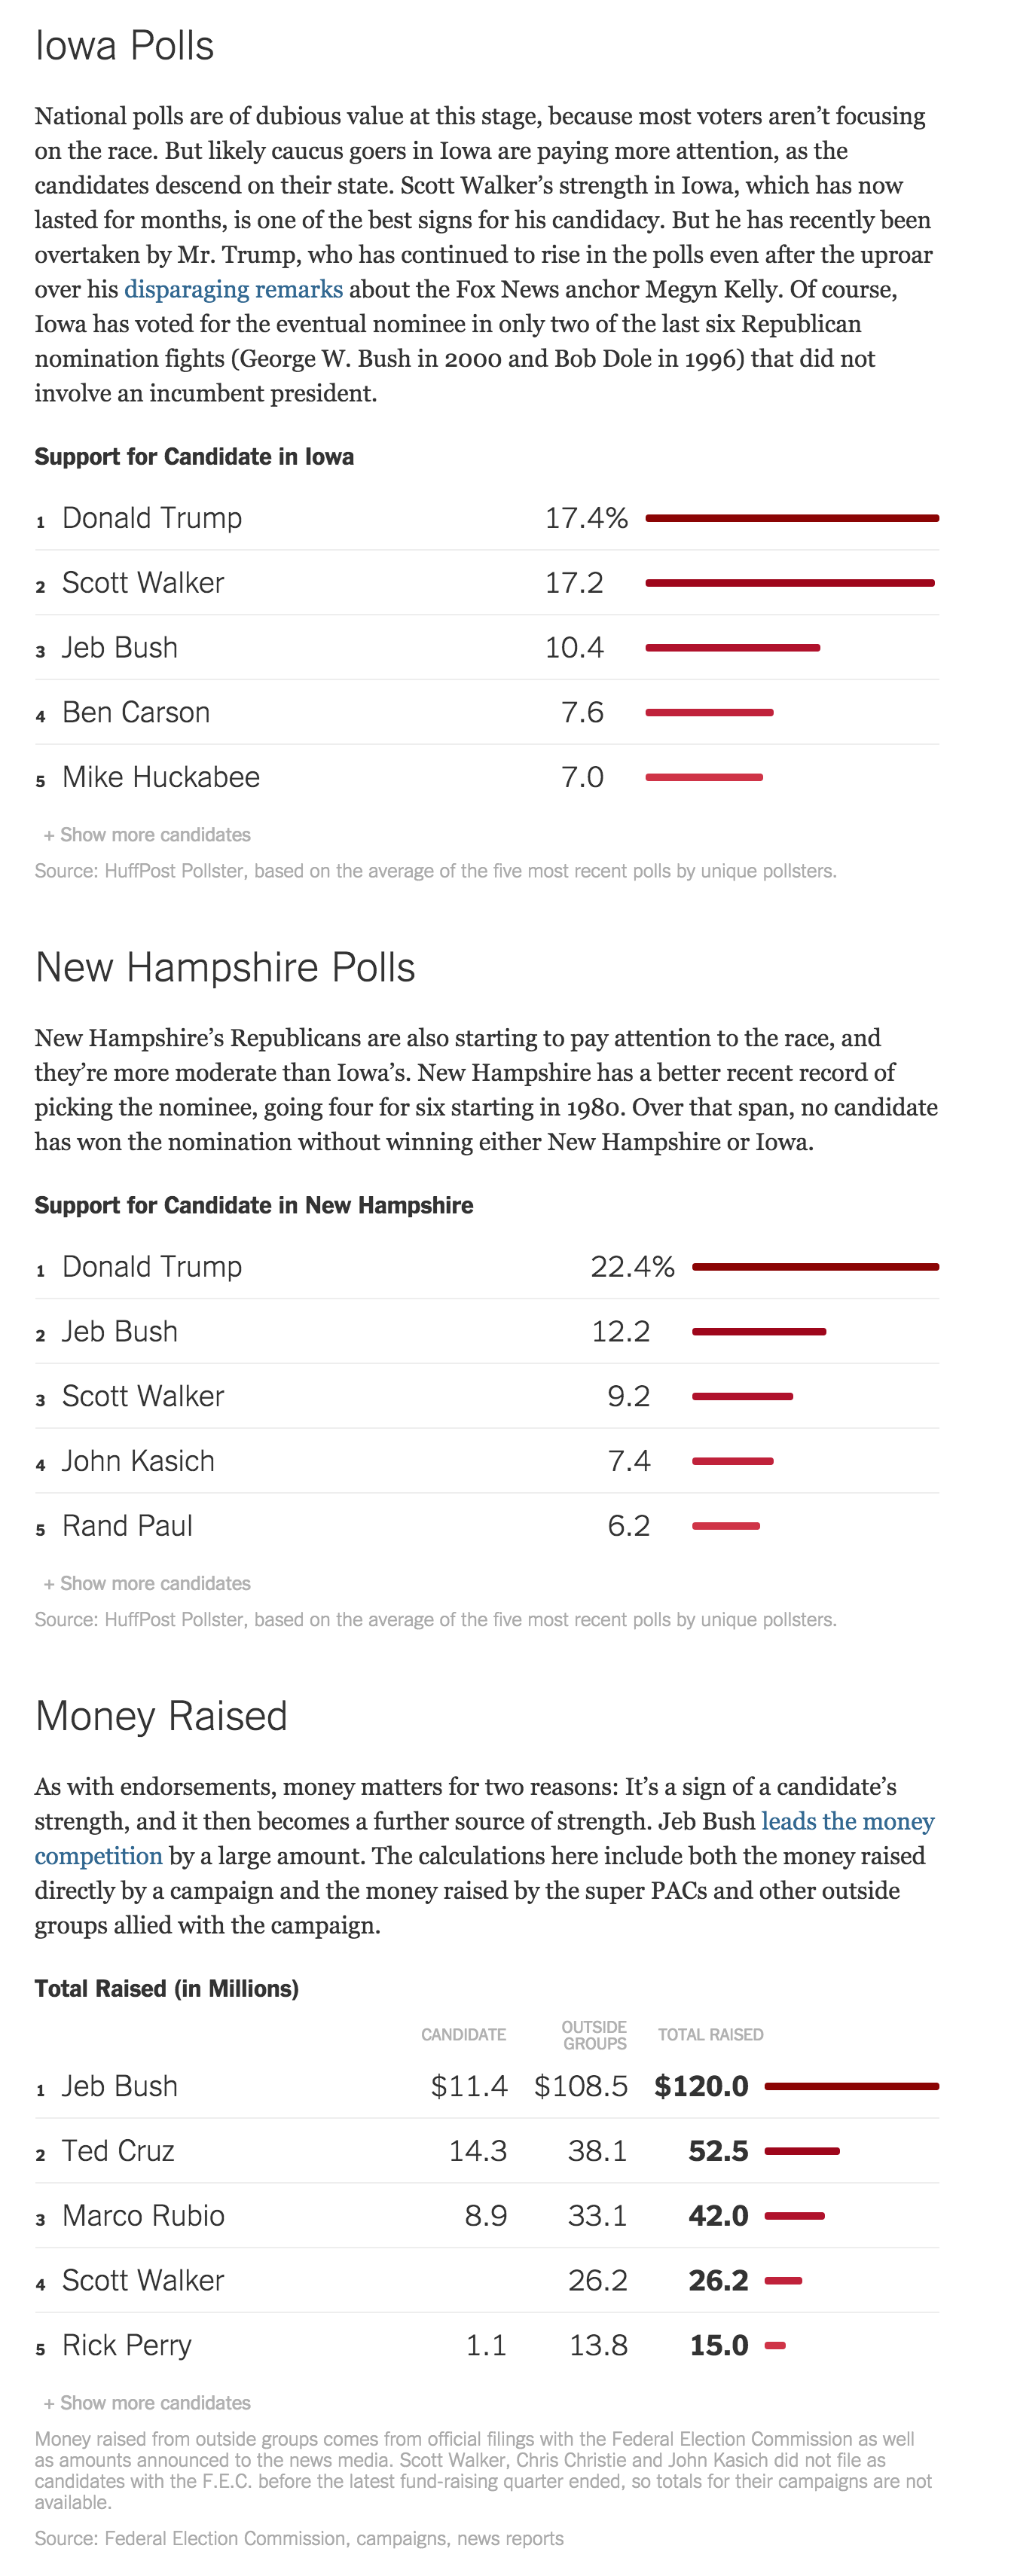 Iowa Polls
National polls are of dubious value at this stage, because most voters aren’t focusing
on the race. But likely caucus goers in Iowa are paying more attention, as the
candidates descend on their state. Scott Walker’s strength in Iowa, which has now
lasted for months, is one of the best signs for his candidacy. But he has recently been
overtaken by Mr. Trump, who has continued to rise in the polls even after the uproar
over his disparaging remarks about the Fox News anchor Megyn Kelly. Of course,
Iowa has voted for the eventual nominee in only two of the last six Republican
nomination fights (George W. Bush in 2000 and Bob Dole in 1996) that did not
involve an incumbent president.
Support for Candidate in Iowa
1 Donald Trump 17.4%
2 Scott Walker 17.2
3 Jeb Bush 10.4
4 Ben Carson 7.6
5 Mike Huckabee 7.0
+ Show more candidates
Source: HuffPost Pollster, based on the average of the five most recent polls by unique pollsters.
New Hampshire Polls
New Hampshire’s Republicans are also starting to pay attention to the race, and
they’re more moderate than Iowa’s. New Hampshire has a better recent record of
picking the nominee, going four for six starting in 1980. Over that span, no candidate
has won the nomination without winning either New Hampshire or Iowa.
Support for Candidate in New Hampshire
1 Donald Trump 22.4%
2 Jeb Bush 12.2
3 Scott Walker 9.2
4 John Kasich 7.4
5 Rand Paul 6.2
+ Show more candidates
Source: HuffPost Pollster, based on the average of the five most recent polls by unique pollsters.
Money Raised
As with endorsements, money matters for two reasons: It’s a sign of a candidate’s
strength, and it then becomes a further source of strength. Jeb Bush leads the money
competition by a large amount. The calculations here include both the money raised
directly by a campaign and the money raised by the super PACs and other outside
groups allied with the campaign.
Total Raised (in Millions)
CANDIDATE OUTSIDE GROUPS TOTAL RAISED
1 Jeb Bush $11.4 $108.5 $120.0
2 Ted Cruz 14.3 38.1 52.5
3 Marco Rubio 8.9 33.1 42.0
4 Scott Walker 26.2 26.2
5 Rick Perry 1.1 13.8 15.0
+ Show more candidates
Money raised from outside groups comes from official filings with the Federal Election Commission as well
as amounts announced to the news media. Scott Walker, Chris Christie and John Kasich did not file as
candidates with the F.E.C. before the latest fund-raising quarter ended, so totals for their campaigns are not
available.
Source: Federal Election Commission, campaigns, news reports